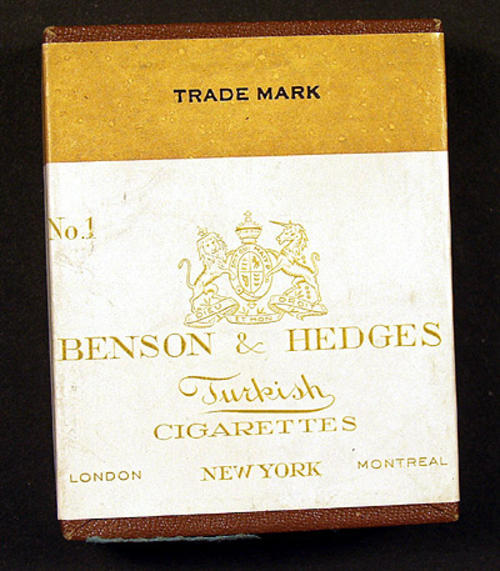 TRADE MARK
No.1
BENSON & HEDGES
Turkish
CIGARETTES
LONDON NEW YORK MONTREAL